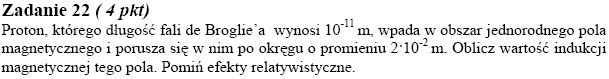 Zadanie 22 ( 4 pkt)
Proton, którego długość fali de Broglie’a wynosi 10⁻¹¹ m, wpada w obszar jednorodnego pola
magnetycznego i porusza się w nim po okręgu o promieniu 2·10⁻² m. Oblicz wartość indukcji
magnetycznej tego pola. Pomiń efekty relatywistyczne.